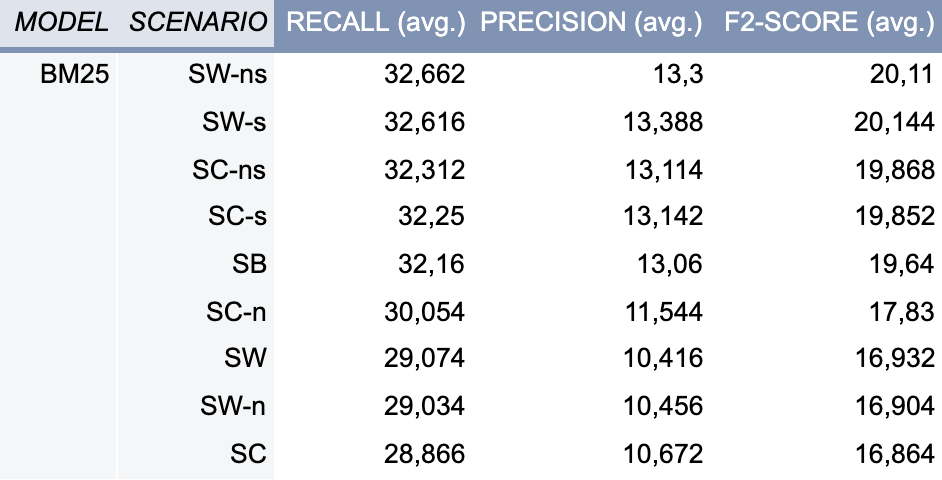 MODEL SCENARIO RECALL (avg.) PRECISION (avg.) F2-SCORE (avg.)
BM25 SW-ns 32,662 13,3 20,11
SW-s 32,616 13,388 20,144
SC-ns 32,312 13,114 19,868
SC-s 32,25 13,142 19,852
SB 32,16 13,06 19,64
SC-n 30,054 11,544 17,83
SW 29,074 10,416 16,932
SW-n 29,034 10,456 16,904
SC 28,866 10,672 16,864